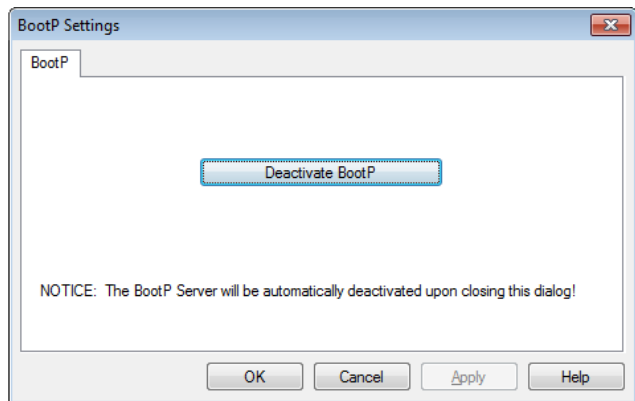 BootP Settings
BootP
Deactivate BootP
NOTICE:  The BootP Server will be automatically deactivated upon closing this dialog!
OK Cancel Apply Help